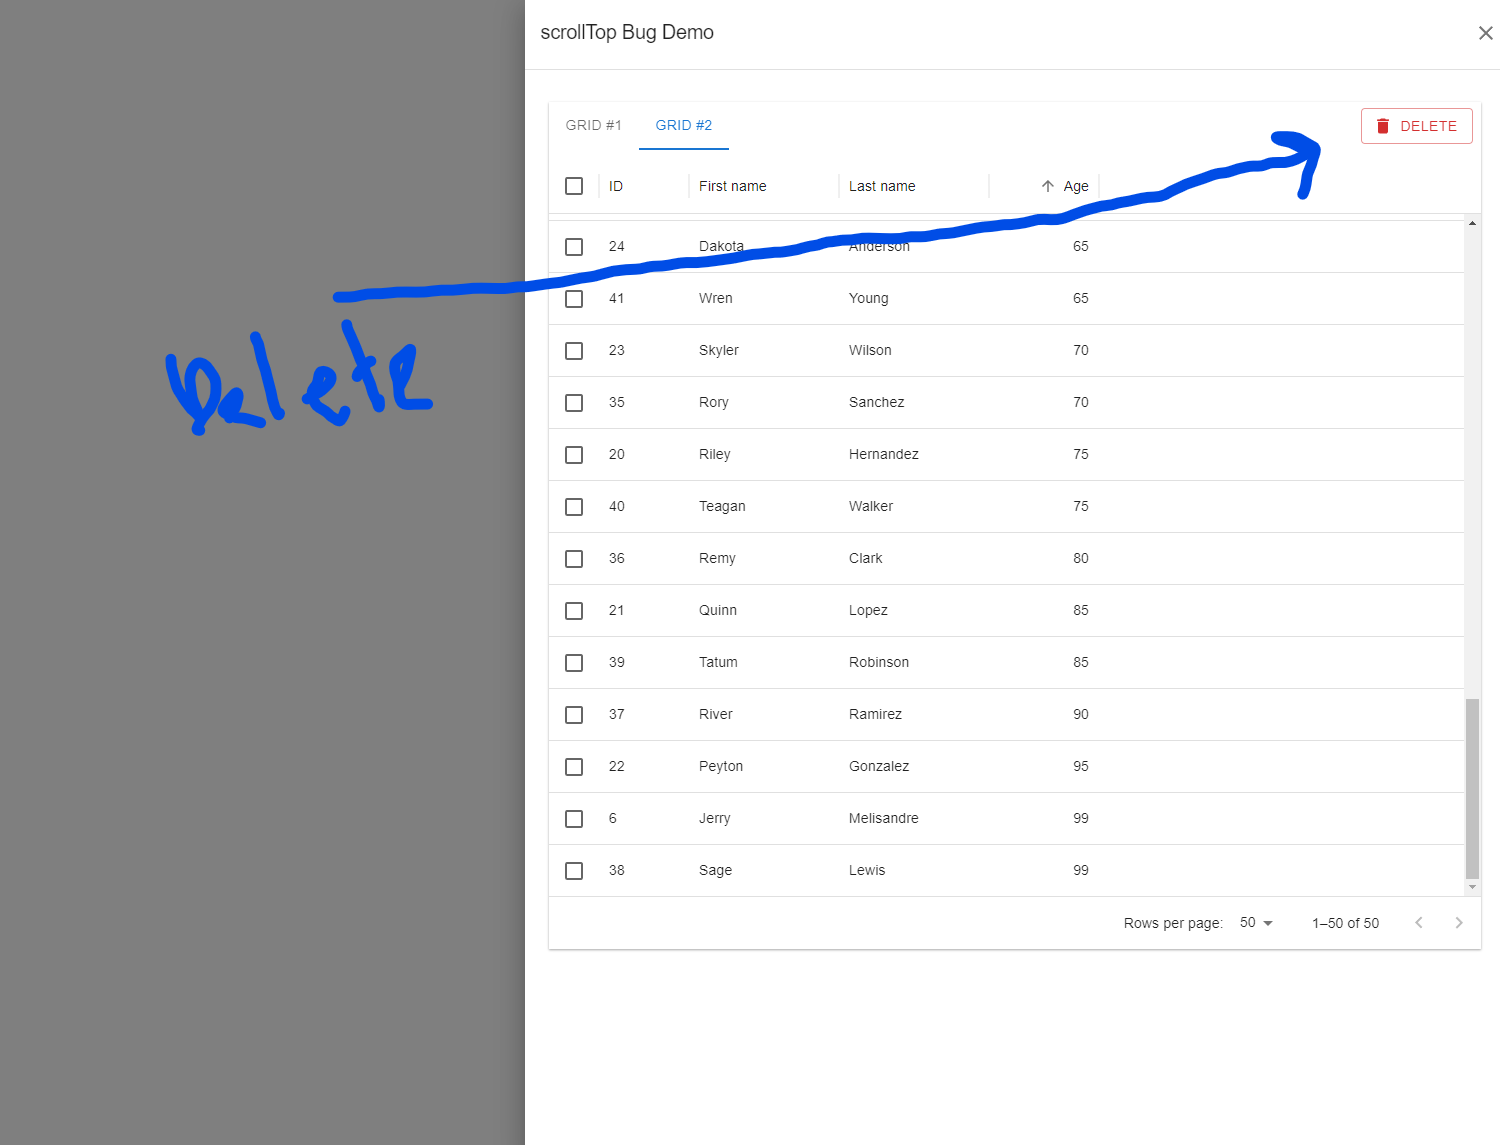 scrollTop Bug Demo
GRID #1 GRID #2 DELETE
ID First name Last name Age
24 Dakota Anderson 65
41 Wren Young 65
Delete
23 Skyler Wilson 70
35 Rory Sanchez 70
20 Riley Hernandez 75
40 Teagan Walker 75
36 Remy Clark 80
21 Quinn Lopez 85
39 Tatum Robinson 85
37 River Ramirez 90
22 Peyton Gonzalez 95
6 Jerry Melisandre 99
38 Sage Lewis 99
Rows per page: 50 1–50 of 50